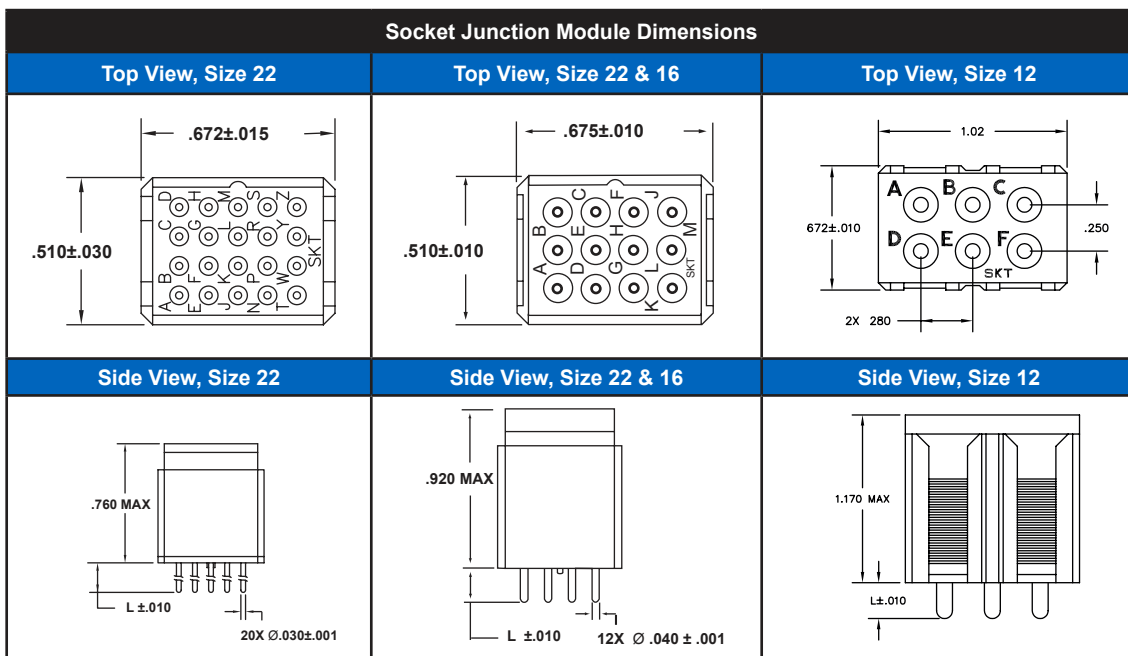 Socket Junction Module Dimensions
Top View, Size 22
Top View, Size 22 & 16
Top View, Size 12
.672±.015
.510±.030
D H M S Z
C G L R Y
B F K P W
A E J N T
SKT
.675±.010
.510±.010
B C F J
A E H M
D G L K
SKT
1.02
672±.010
A B C
D E F
SKT
.250
2X 280
Side View, Size 22
Side View, Size 22 & 16
Side View, Size 12
.760 MAX
L ±.010
20X Ø.030±.001
.920 MAX
L ±.010
12X Ø .040 ± .001
1.170 MAX
L±.010